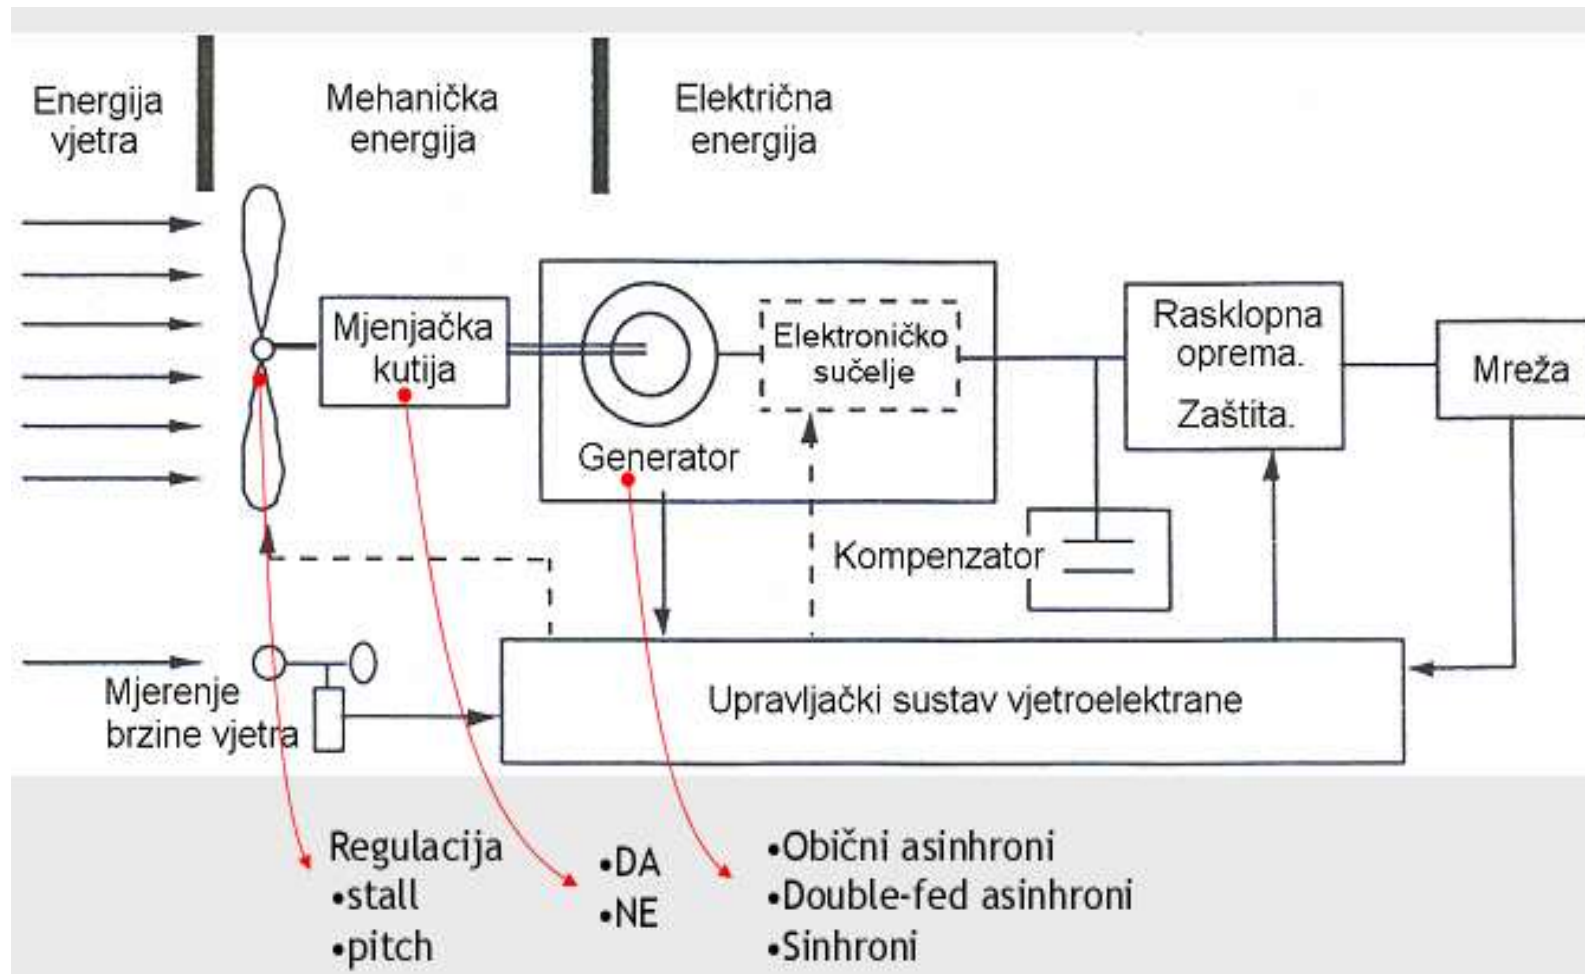 Energija
vjetra
Mehanička
energija
Električna
energija
Mjenjačka
kutija
Elektroničko
sučelje
Generator
Rasklopna
oprema.
Zaštita.
Mreža
Kompenzator
Mjerenje
brzine vjetra
Upravljački sustav vjetroelektrane
Regulacija
•stall
•pitch
•DA
•NE
•Obični asinhroni
•Double-fed asinhroni
•Sinhroni